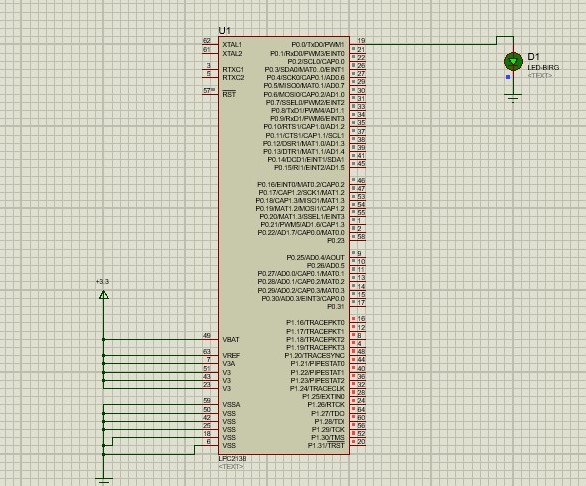 U1
62 XTAL1 P0.0/TxD0/PWM1 19
61 XTAL2 P0.1/RxD0/PWM3/EINT0 21
P0.2/SCL0/CAP0.0 22
3 RTXC1 P0.3/SDA0/MAT0..0/EINT1 26
5 RTXC2 P0.4/SCK0/CAP0.1/AD0.6 27
P0.5/MISO0/MAT0.1/AD0.7 29
57 RST P0.6/MOSI0/CAP0.2/AD1.0 30
P0.7/SSEL0/PWM2/EINT2 31
P0.8/TxD1/PWM4/AD1.1 33
P0.9/RxD1/PWM6/EINT3 34
P0.10/RTS1/CAP1.0/AD1.2 35
P0.11/CTS1/CAP1.1/SCL1 37
P0.12/DSR1/MAT1.0/AD1.3 38
P0.13/DTR1/MAT1.1/AD1.4 39
P0.14/DCD1/EINT1/SDA1 41
P0.15/RI1/EINT2/AD1.5 45
P0.16/EINT0/MAT0.2/CAP0.2 46
P0.17/CAP1.2/SCK1/MAT1.2 47
P0.18/CAP1.3/MISO1/MAT1.3 53
P0.19/MAT1.2/MOSI1/CAP1.2 54
P0.20/MAT1.3/SSEL1/EINT3 55
P0.21/PWM5/AD1.6/CAP1.3 1
P0.22/AD1.7/CAP0.0/MAT0.0 2
P0.23 58
P0.25/AD0.4/AOUT 9
P0.26/AD0.5 10
P0.27/AD0.0/CAP0.1/MAT0.1 11
P0.28/AD0.1/CAP0.2/MAT0.2 13
P0.29/AD0.2/CAP0.3/MAT0.3 14
P0.30/AD0.3/EINT3/CAP0.0 15
P0.31 17
P1.16/TRACEPKT0 16
P1.17/TRACEPKT1 12
49 VBAT P1.18/TRACEPKT2 8
P1.19/TRACEPKT3 4
63 VREF P1.20/TRACESYNC 48
7 V3A P1.21/PIPESTAT0 44
51 V3 P1.22/PIPESTAT1 40
43 V3 P1.23/PIPESTAT2 36
23 V3 P1.24/TRACECLK 32
P1.25/EXTIN0 28
59 VSSA P1.26/RTCK 24
50 VSS P1.27/TDO 64
42 VSS P1.28/TDI 60
25 VSS P1.29/TCK 56
18 VSS P1.30/TMS 52
6 VSS P1.31/TRST 20
LPC2138
<TEXT>
+3.3
D1
LED-BIRG
<TEXT>